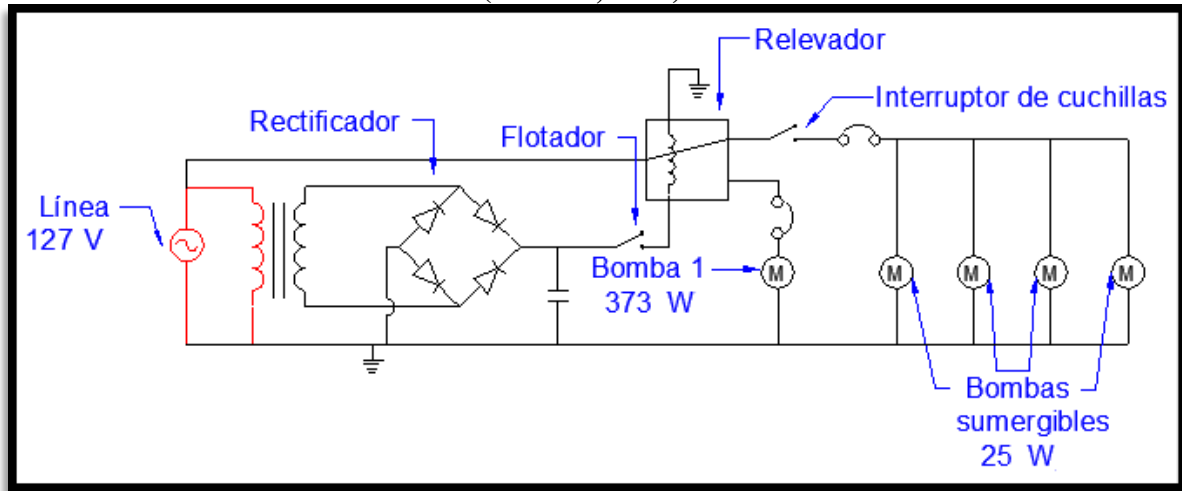 Relevador
Interruptor de cuchillas
Rectificador
Flotador
Línea
127 V
Bomba 1
373 W
M
M
M
M
M
Bombas
sumergibles
25 W